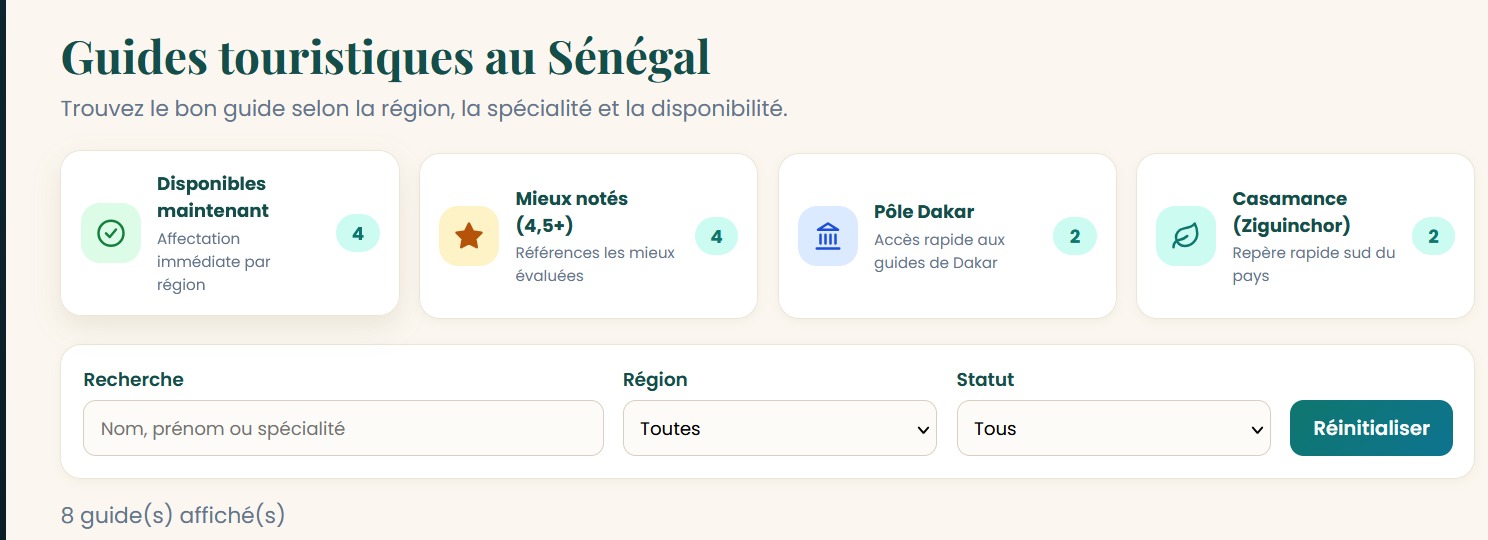 Guides touristiques au Sénégal
Trouvez le bon guide selon la région, la spécialité et la disponibilité.
Disponibles
maintenant
Affectation
immédiate par
région
4
Mieux notés
(4,5+)
Références les mieux
évaluées
4
Pôle Dakar
Accès rapide aux
guides de Dakar
2
Casamance
(Ziguinchor)
Repère rapide sud du
pays
2
Recherche
Nom, prénom ou spécialité
Région
Toutes
Statut
Tous
Réinitialiser
8 guide(s) affiché(s)